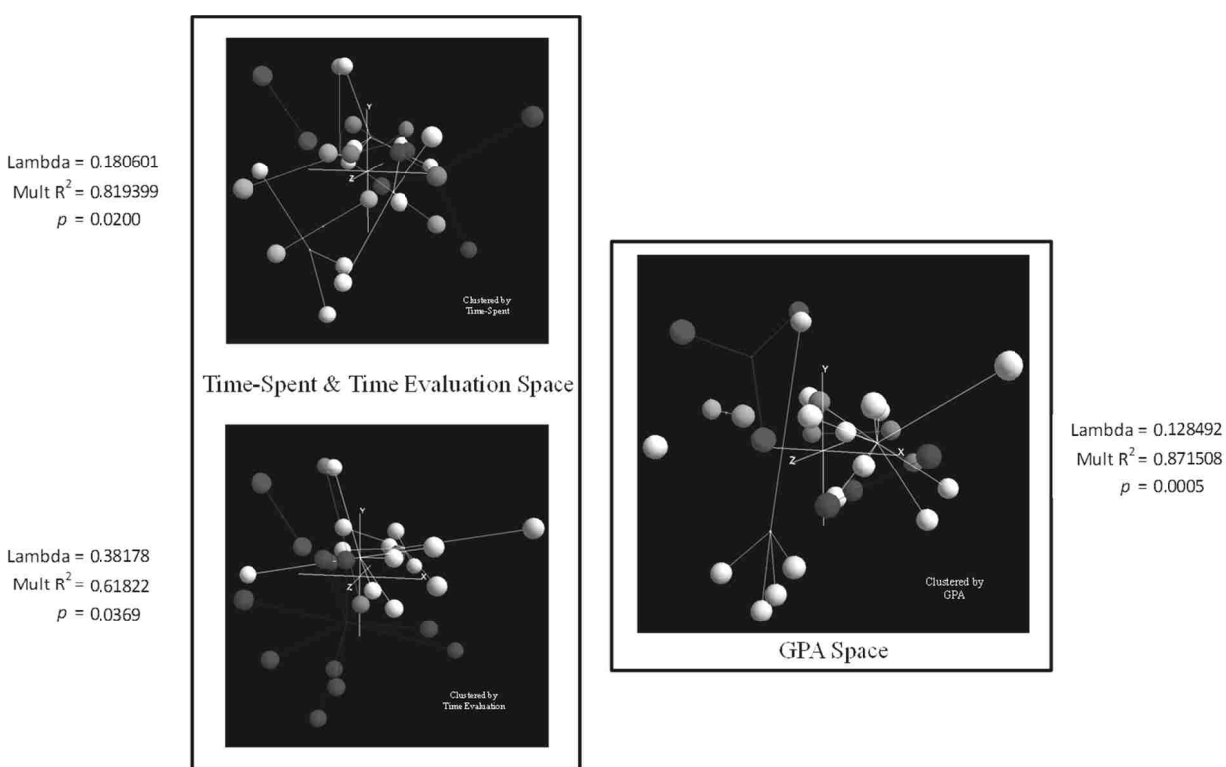 Lambda = 0.180601
Mult R² = 0.819399
p = 0.0200
Y
Z
Clustered by
Time-Spent
Time-Spent & Time Evaluation Space
Lambda = 0.38178
Mult R² = 0.61822
p = 0.0369
Y
X
Z
Clustered by
Time Evaluation
Y
X
Z
Clustered by
GPA
GPA Space
Lambda = 0.128492
Mult R² = 0.871508
p = 0.0005